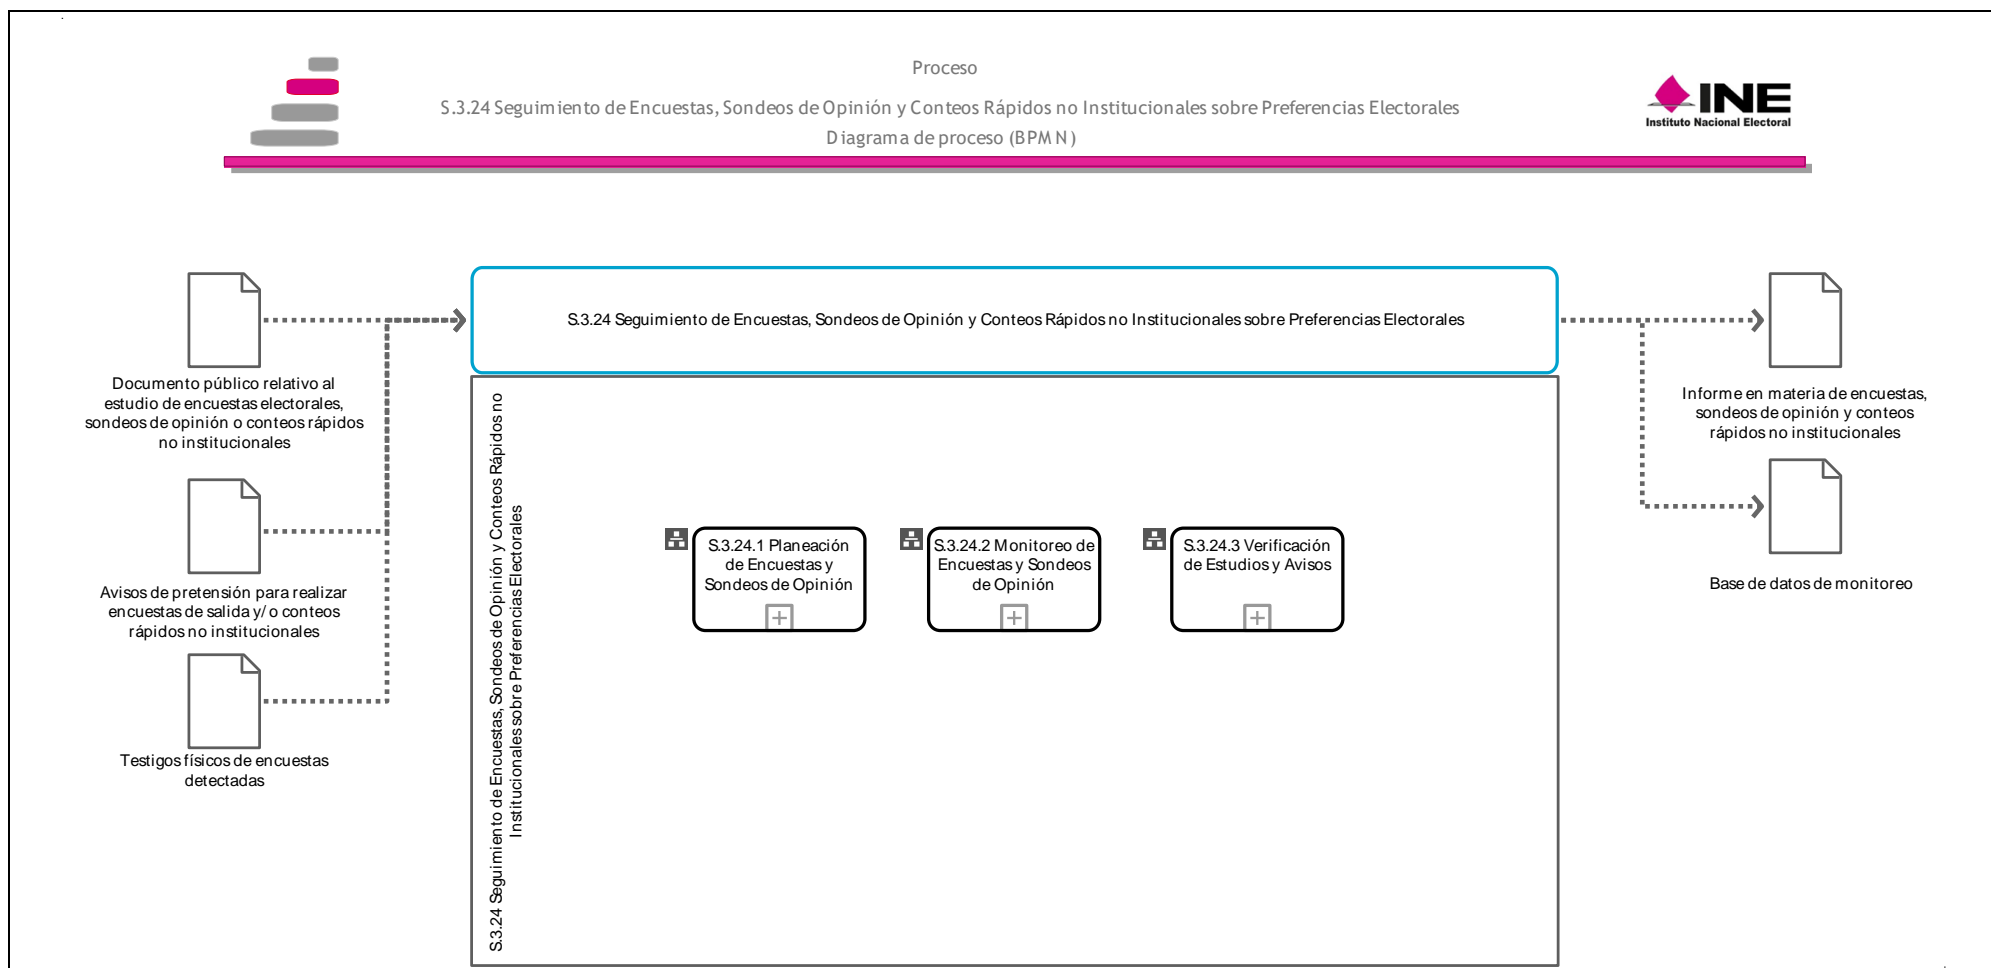 Proceso
S.3.24 Seguimiento de Encuestas, Sondeos de Opinión y Conteos Rápidos no Institucionales sobre Preferencias Electorales
Diagrama de proceso (BPMN)
INE
Instituto Nacional Electoral
S.3.24 Seguimiento de Encuestas, Sondeos de Opinión y Conteos Rápidos no Institucionales sobre Preferencias Electorales
Documento público relativo al
estudio de encuestas electorales,
sondeos de opinión o conteos rápidos
no institucionales
Avisos de pretensión para realizar
encuestas de salida y/o conteos
rápidos no institucionales
Testigos físicos de encuestas
detectadas
S.3.24 Seguimiento de Encuestas, Sondeos de Opinión y Conteos Rápidos no
Institucionales sobre Preferencias Electorales
S.3.24.1 Planeación
de Encuestas y
Sondeos de Opinión
S.3.24.2 Monitoreo de
Encuestas y Sondeos
de Opinión
S.3.24.3 Verificación
de Estudios y Avisos
Informe en materia de encuestas,
sondeos de opinión y conteos
rápidos no institucionales
Base de datos de monitoreo